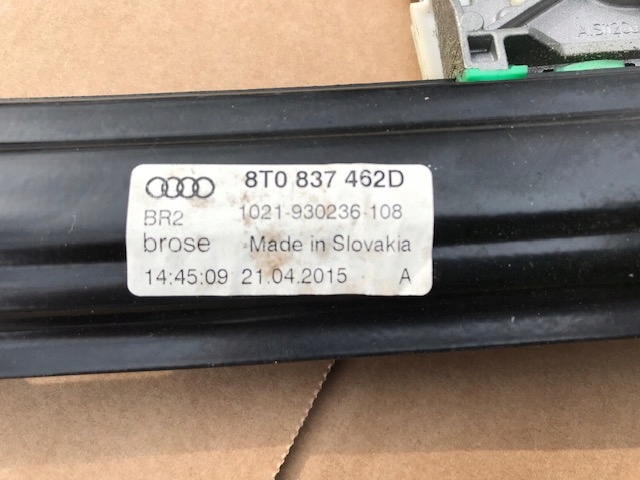 8T0 837 462D
BR2 1021-930236-108
brose Made in Slovakia
14:45:09 21.04.2015 A